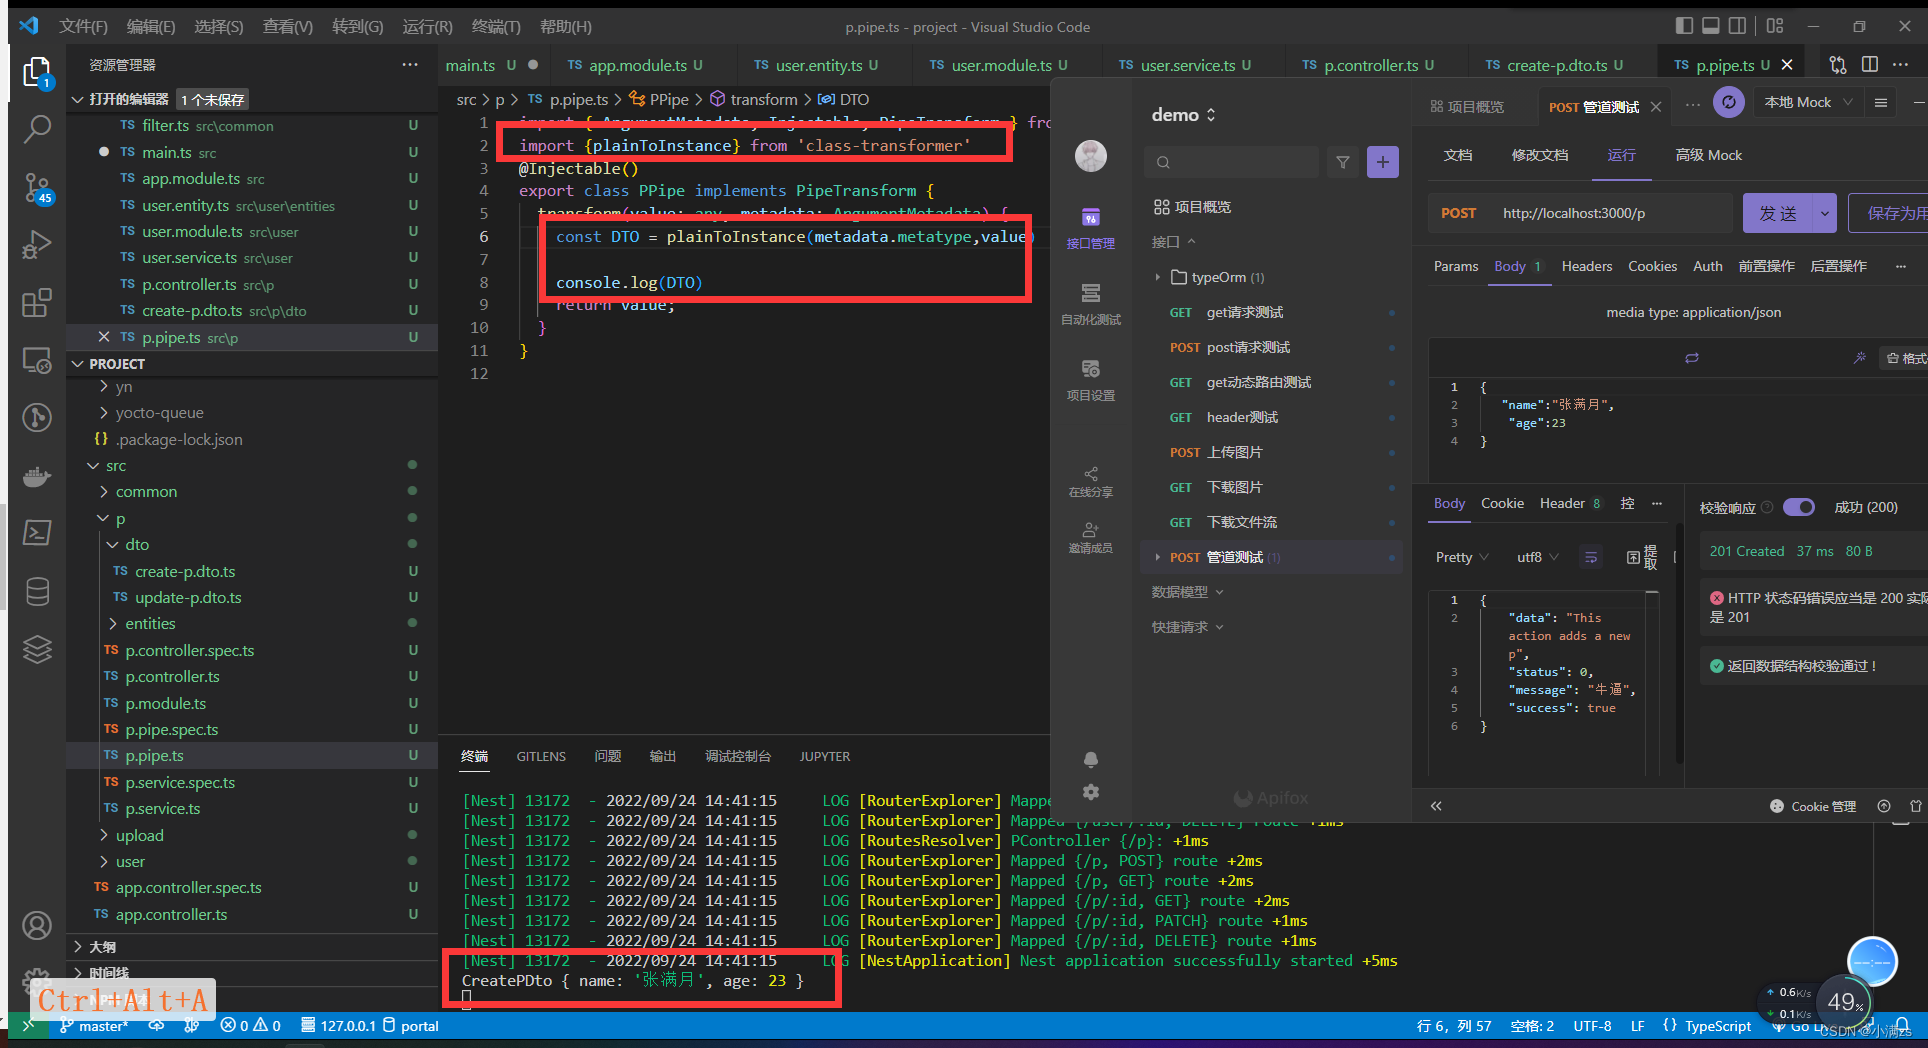 文件(F) 编辑(E) 选择(S) 查看(V) 转到(G) 运行(R) 终端(T) 帮助(H)
p.pipe.ts - project - Visual Studio Code
资源管理器
打开的编辑器 1 个未保存
TS filter.ts src\common U
TS main.ts src U
TS app.module.ts src U
TS user.entity.ts src\user\entities U
TS user.module.ts src\user U
TS user.service.ts src\user U
TS p.controller.ts src\p U
TS create-p.dto.ts src\p\dto U
TS p.pipe.ts src\p U
PROJECT
yn
yocto-queue
{} .package-lock.json
src
common
p
dto
TS create-p.dto.ts U
TS update-p.dto.ts U
entities
TS p.controller.spec.ts U
TS p.controller.ts U
TS p.module.ts U
TS p.pipe.spec.ts U
TS p.pipe.ts U
TS p.service.spec.ts U
TS p.service.ts U
upload
user
TS app.controller.spec.ts U
TS app.controller.ts U
大纲
时间线
Ctrl+Alt+A
1
45
main.ts U
TS app.module.ts U
TS user.entity.ts U
TS user.module.ts U
TS user.service.ts U
TS p.controller.ts U
TS create-p.dto.ts U
TS p.pipe.ts U
src > p > TS p.pipe.ts > PPipe > transform > DTO
1 import { ArgumentMetadata, Injectable, PipeTransform } fro
2 import {plainToInstance} from 'class-transformer'
3 @Injectable()
4 export class PPipe implements PipeTransform {
5 transform(value: any, metadata: ArgumentMetadata) {
6 const DTO = plainToInstance(metadata.metatype,value)
7
8 console.log(DTO)
9 return value;
10 }
11 }
12
终端 GITLENS 问题 输出 调试控制台 JUPYTER
[Nest] 13172 - 2022/09/24 14:41:15 LOG [RouterExplorer] Mappe
[Nest] 13172 - 2022/09/24 14:41:15 LOG [RouterExplorer] Mapped {/user/:id, DELETE} route +1ms
[Nest] 13172 - 2022/09/24 14:41:15 LOG [RoutesResolver] PController {/p}: +1ms
[Nest] 13172 - 2022/09/24 14:41:15 LOG [RouterExplorer] Mapped {/p, POST} route +2ms
[Nest] 13172 - 2022/09/24 14:41:15 LOG [RouterExplorer] Mapped {/p, GET} route +2ms
[Nest] 13172 - 2022/09/24 14:41:15 LOG [RouterExplorer] Mapped {/p/:id, GET} route +2ms
[Nest] 13172 - 2022/09/24 14:41:15 LOG [RouterExplorer] Mapped {/p/:id, PATCH} route +1ms
[Nest] 13172 - 2022/09/24 14:41:15 LOG [RouterExplorer] Mapped {/p/:id, DELETE} route +1ms
[Nest] 13172 - 2022/09/24 14:41:15 LOG [NestApplication] Nest application successfully started +5ms
CreatePDto { name: '张满月', age: 23 }
接口管理
自动化测试
项目设置
在线分享
邀请成员
demo
项目概览
接口
typeOrm (1)
GET get请求测试
POST post请求测试
GET get动态路由测试
GET header测试
POST 上传图片
GET 下载图片
GET 下载文件流
POST 管道测试 (1)
数据模型
快捷请求
Apifox
项目概览 POST 管道测试 本地 Mock
文档 修改文档 运行 高级 Mock
POST http://localhost:3000/p 发 送 保存为用
Params Body 1 Headers Cookies Auth 前置操作 后置操作
media type: application/json
格式
1 {
2 "name":"张满月",
3 "age":23
4 }
Body Cookie Header 8 控
Pretty utf8 提取
1 {
2 "data": "This
action adds a new
p",
3 "status": 0,
4 "message": "牛逼",
5 "success": true
6 }
校验响应 成功 (200)
201 Created 37 ms 80 B
HTTP 状态码错误应当是 200 实际
是 201
返回数据结构校验通过！
Cookie 管理
0.6K/s
0.1K/s
49%
master* 0 0 127.0.0.1 portal
行 6，列 57 空格: 2 UTF-8 LF {} TypeScript Go L
CSDN @小满zs